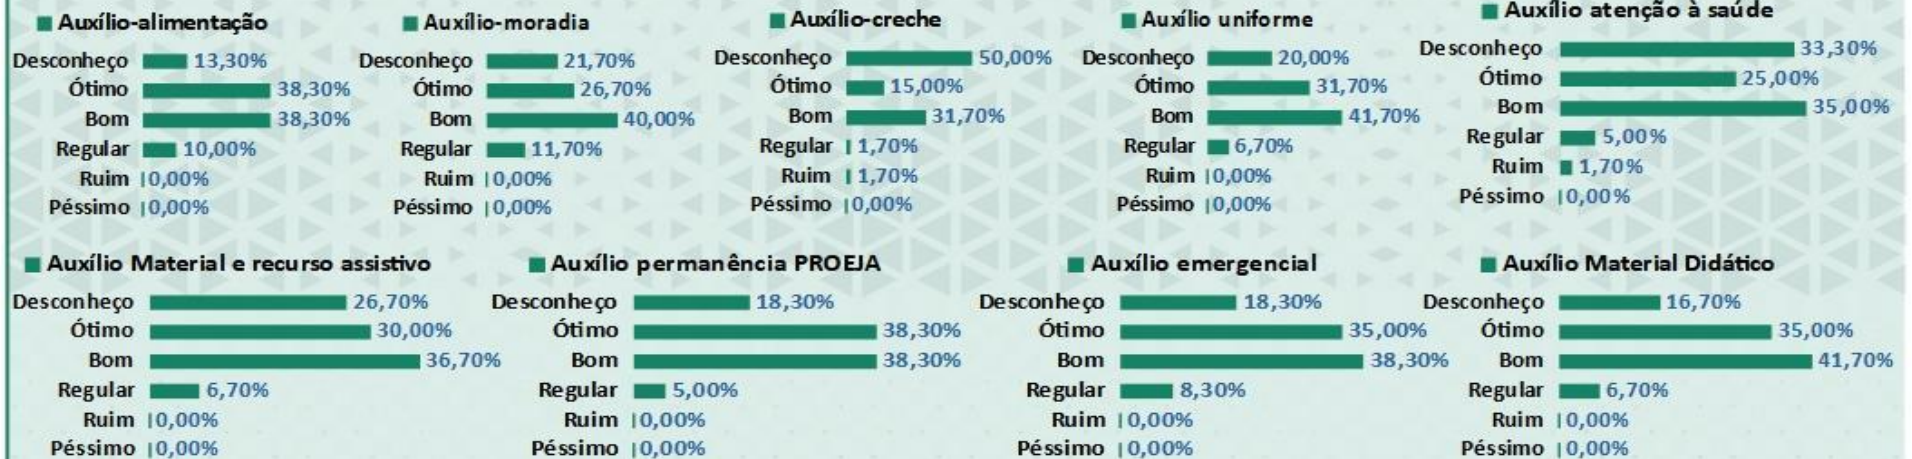 Auxílio-alimentação
Desconheço 13,30%
Ótimo 38,30%
Bom 38,30%
Regular 10,00%
Ruim 0,00%
Péssimo 0,00%
Auxílio-moradia
Desconheço 21,70%
Ótimo 26,70%
Bom 40,00%
Regular 11,70%
Ruim 0,00%
Péssimo 0,00%
Auxílio-creche
Desconheço 50,00%
Ótimo 15,00%
Bom 31,70%
Regular 1,70%
Ruim 1,70%
Péssimo 0,00%
Auxílio uniforme
Desconheço 20,00%
Ótimo 31,70%
Bom 41,70%
Regular 6,70%
Ruim 0,00%
Péssimo 0,00%
Auxílio atenção à saúde
Desconheço 33,30%
Ótimo 25,00%
Bom 35,00%
Regular 5,00%
Ruim 1,70%
Péssimo 0,00%
Auxílio Material e recurso assistivo
Desconheço 26,70%
Ótimo 30,00%
Bom 36,70%
Regular 6,70%
Ruim 0,00%
Péssimo 0,00%
Auxílio permanência PROEJA
Desconheço 18,30%
Ótimo 38,30%
Bom 38,30%
Regular 5,00%
Ruim 0,00%
Péssimo 0,00%
Auxílio emergencial
Desconheço 18,30%
Ótimo 35,00%
Bom 38,30%
Regular 8,30%
Ruim 0,00%
Péssimo 0,00%
Auxílio Material Didático
Desconheço 16,70%
Ótimo 35,00%
Bom 41,70%
Regular 6,70%
Ruim 0,00%
Péssimo 0,00%